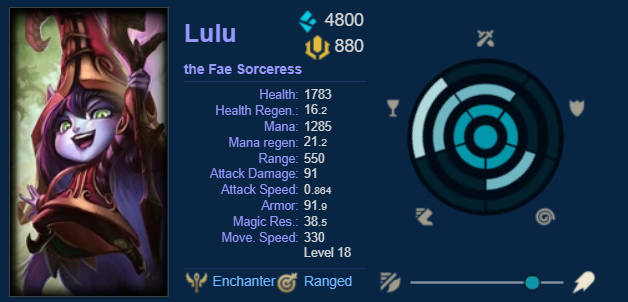 Lulu
4800
880
the Fae Sorceress
Health: 1783
Health Regen.: 16.2
Mana: 1285
Mana regen: 21.2
Range: 550
Attack Damage: 91
Attack Speed: 0.864
Armor: 91.9
Magic Res.: 38.5
Move. Speed: 330
Level 18
Enchanter Ranged